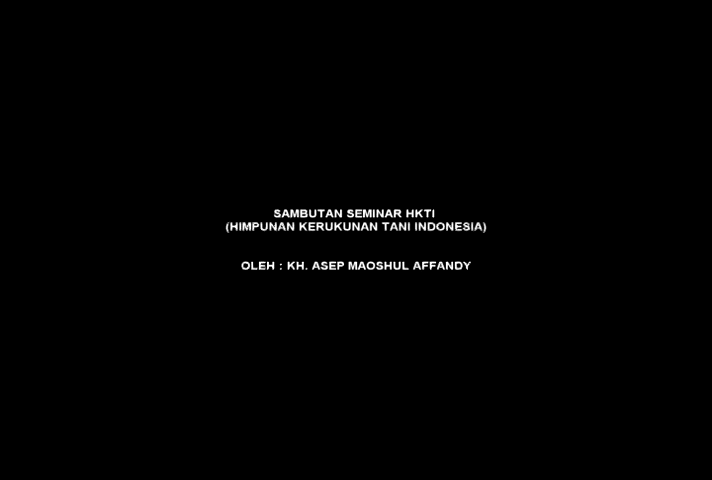 SAMBUTAN SEMINAR HKTI
(HIMPUNAN KERUKUNAN TANI INDONESIA)
OLEH : KH. ASEP MAOSHUL AFFANDY